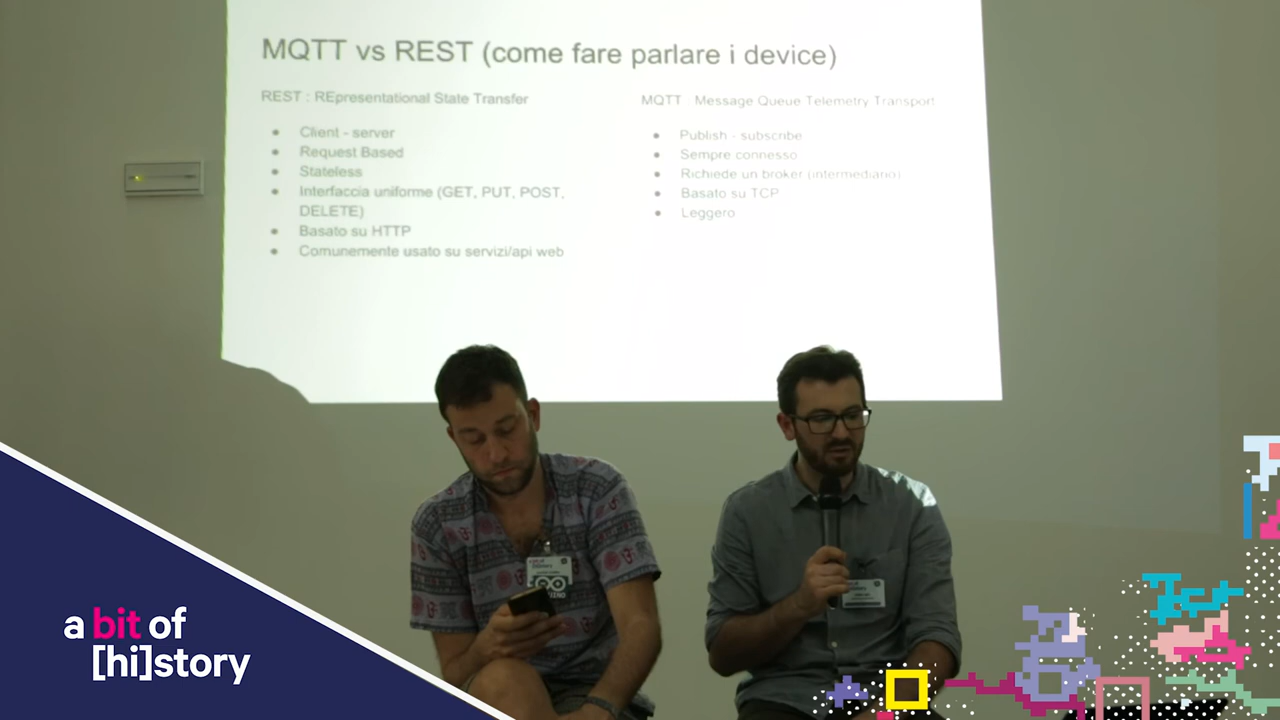 MQTT vs REST (come fare parlare i device)
REST : REpresentational State Transfer
● Client - server
● Request Based
● Stateless
● Interfaccia uniforme (GET, PUT, POST,
DELETE)
● Basato su HTTP
● Comunemente usato su servizi/api web
MQTT : Message Queue Telemetry Transport
● Publish - subscribe
● Sempre connesso
● Richiede un broker (intermediario)
● Basato su TCP
● Leggero
a bit of
[hi]story